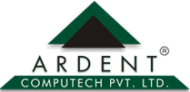 ARDENT®
COMPUTECH PVT. LTD.